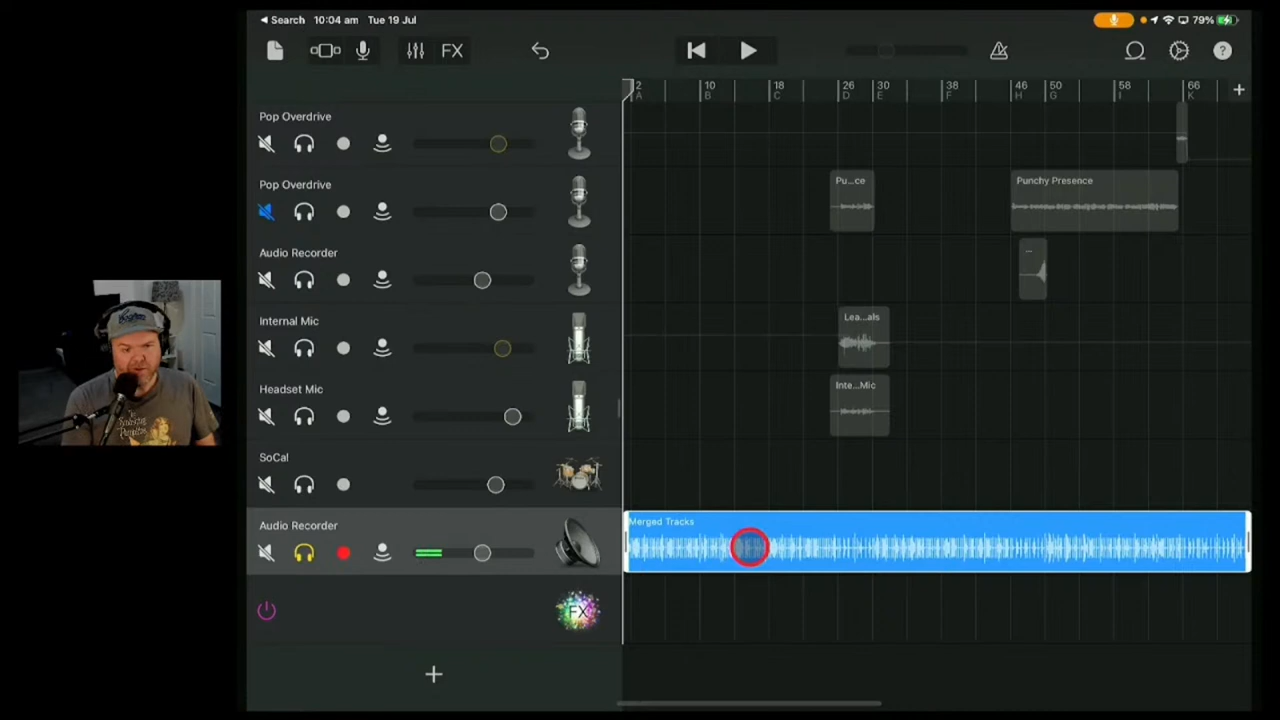 Search 10:04 am Tue 19 Jul 79%
FX
2 10 18 26 30 38 46 50 58 66
A B C D E F H G I K
Pop Overdrive
Pop Overdrive
Pu...ce Punchy Presence
Audio Recorder
Internal Mic
Lea...als
Headset Mic
Inte...Mic
SoCal
Audio Recorder
Merged Tracks
FX